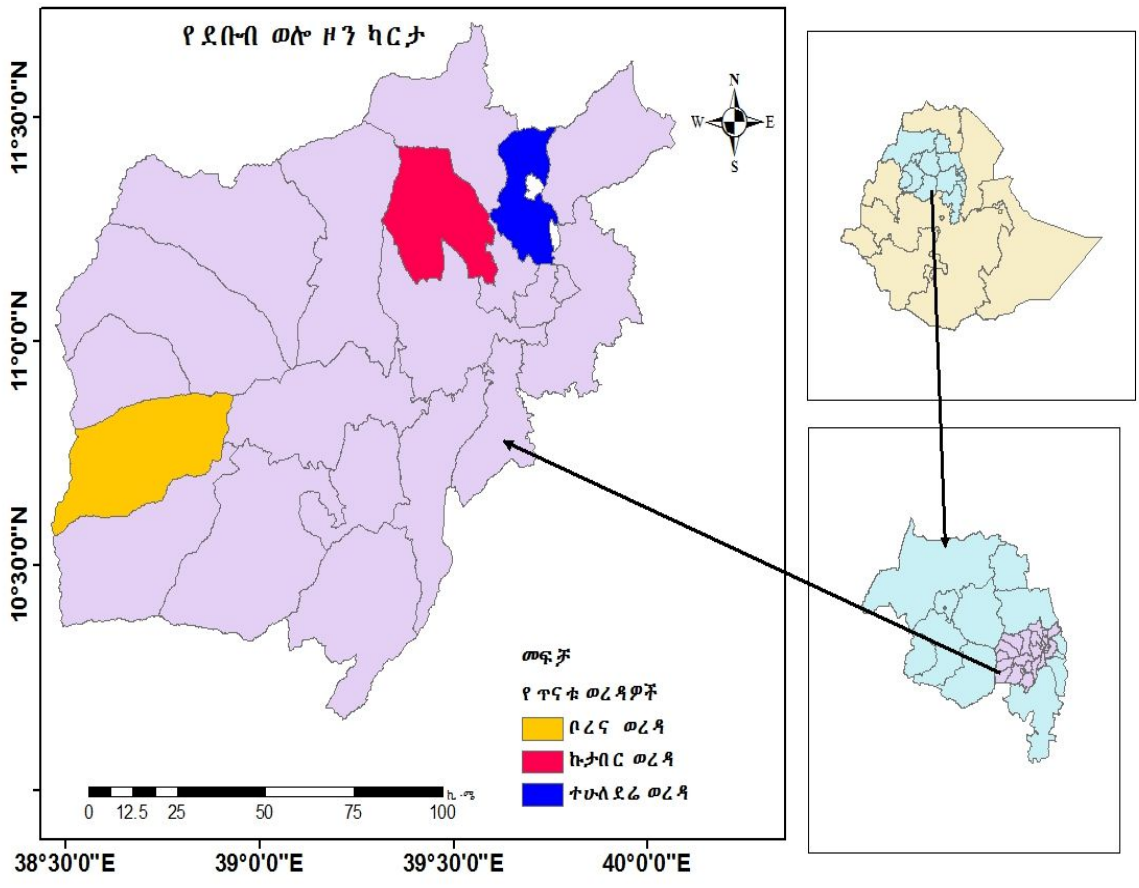 የ ደቡብ ወሎ ዞን ካርታ
N
W E
S
11°30'0"N
11°0'0"N
10°30'0"N
መፍቻ
የ ጥናቱ ወረዳዎች
ቦረና ወረዳ
ኩታበር ወረዳ
ተሁለደሬ ወረዳ
0 12.5 25 50 75 100 ኪ.ሜ
38°30'0"E 39°0'0"E 39°30'0"E 40°0'0"E